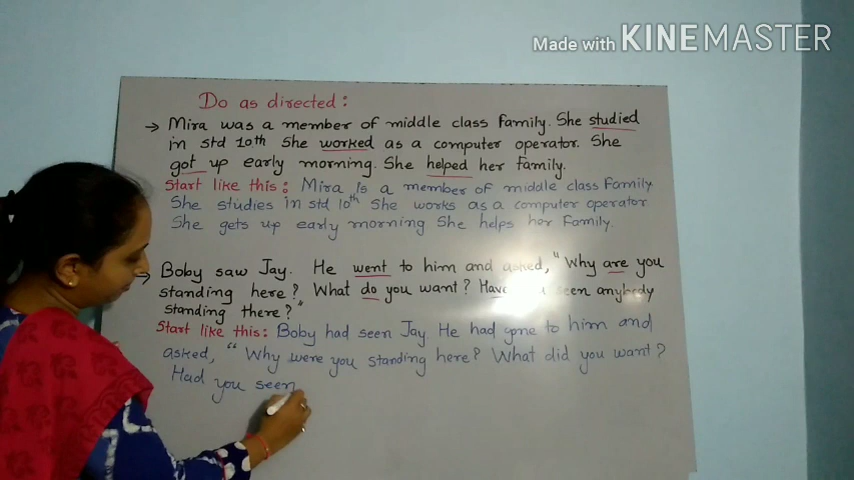 Made with KINEMASTER
Do as directed:
→ Mira was a member of middle class family. She studied
in std 10th She worked as a computer operator. She
got up early morning. She helped her family.
Start like this: Mira Is a member of middle class Family
She studies in std 10th She works as a computer operator
She gets up early morning She helps her Family.
→ Boby saw Jay. He went to him and asked, "Why are you
standing here? What do you want? Have seen anybody
standing there?"
Start like this: Boby had seen Jay. He had gone to him and
asked, "Why were you standing here? What did you want?
Had you seen